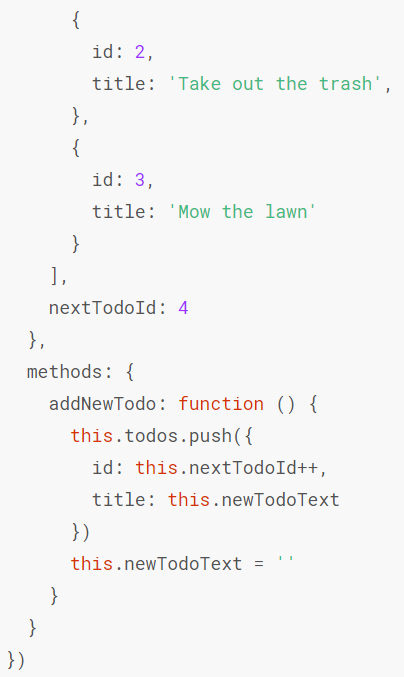 {
id: 2,
title: 'Take out the trash',
},
{
id: 3,
title: 'Mow the lawn'
}
],
nextTodoId: 4
},
methods: {
addNewTodo: function () {
this.todos.push({
id: this.nextTodoId++,
title: this.newTodoText
})
this.newTodoText = ''
}
}
})